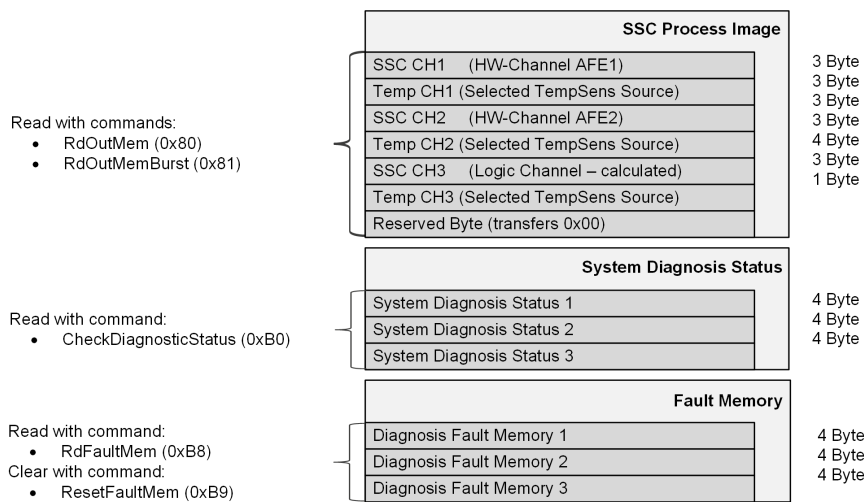 SSC Process Image
Read with commands:
• RdOutMem (0x80)
• RdOutMemBurst (0x81)
SSC CH1 (HW-Channel AFE1)
Temp CH1 (Selected TempSens Source)
SSC CH2 (HW-Channel AFE2)
Temp CH2 (Selected TempSens Source)
SSC CH3 (Logic Channel – calculated)
Temp CH3 (Selected TempSens Source)
Reserved Byte (transfers 0x00)
3 Byte
3 Byte
3 Byte
3 Byte
4 Byte
3 Byte
1 Byte
System Diagnosis Status
Read with command:
• CheckDiagnosticStatus (0xB0)
System Diagnosis Status 1
System Diagnosis Status 2
System Diagnosis Status 3
4 Byte
4 Byte
4 Byte
Fault Memory
Read with command:
• RdFaultMem (0xB8)
Clear with command:
• ResetFaultMem (0xB9)
Diagnosis Fault Memory 1
Diagnosis Fault Memory 2
Diagnosis Fault Memory 3
4 Byte
4 Byte
4 Byte